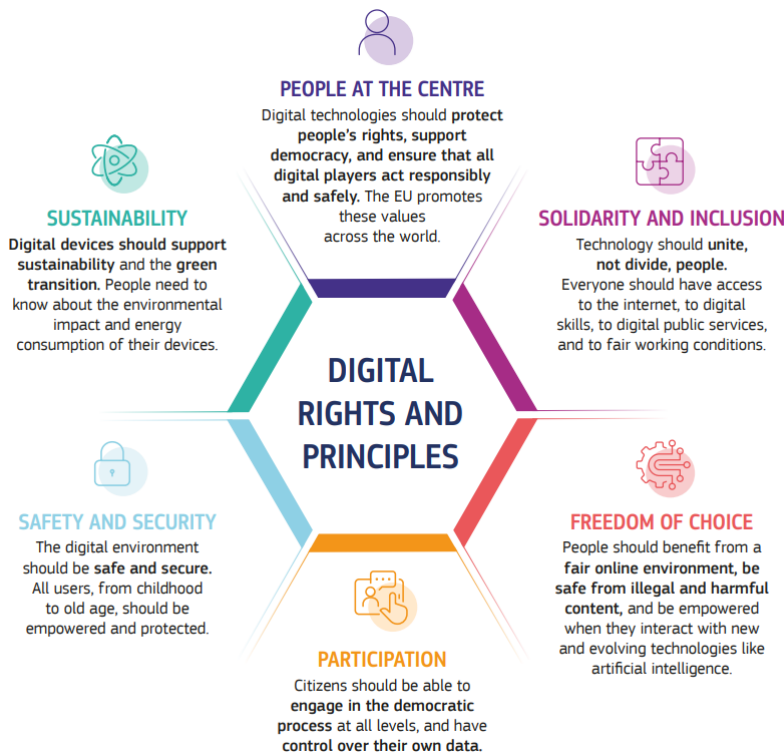 PEOPLE AT THE CENTRE
Digital technologies should protect
people's rights, support
democracy, and ensure that all
digital players act responsibly
and safely. The EU promotes
these values
across the world.
SUSTAINABILITY
Digital devices should support
sustainability and the green
transition. People need to
know about the environmental
impact and energy
consumption of their devices.
SOLIDARITY AND INCLUSION
Technology should unite,
not divide, people.
Everyone should have access
to the internet, to digital
skills, to digital public services,
and to fair working conditions.
DIGITAL
RIGHTS AND
PRINCIPLES
SAFETY AND SECURITY
The digital environment
should be safe and secure.
All users, from childhood
to old age, should be
empowered and protected.
FREEDOM OF CHOICE
People should benefit from a
fair online environment, be
safe from illegal and harmful
content, and be empowered
when they interact with new
and evolving technologies like
artificial intelligence.
PARTICIPATION
Citizens should be able to
engage in the democratic
process at all levels, and have
control over their own data.